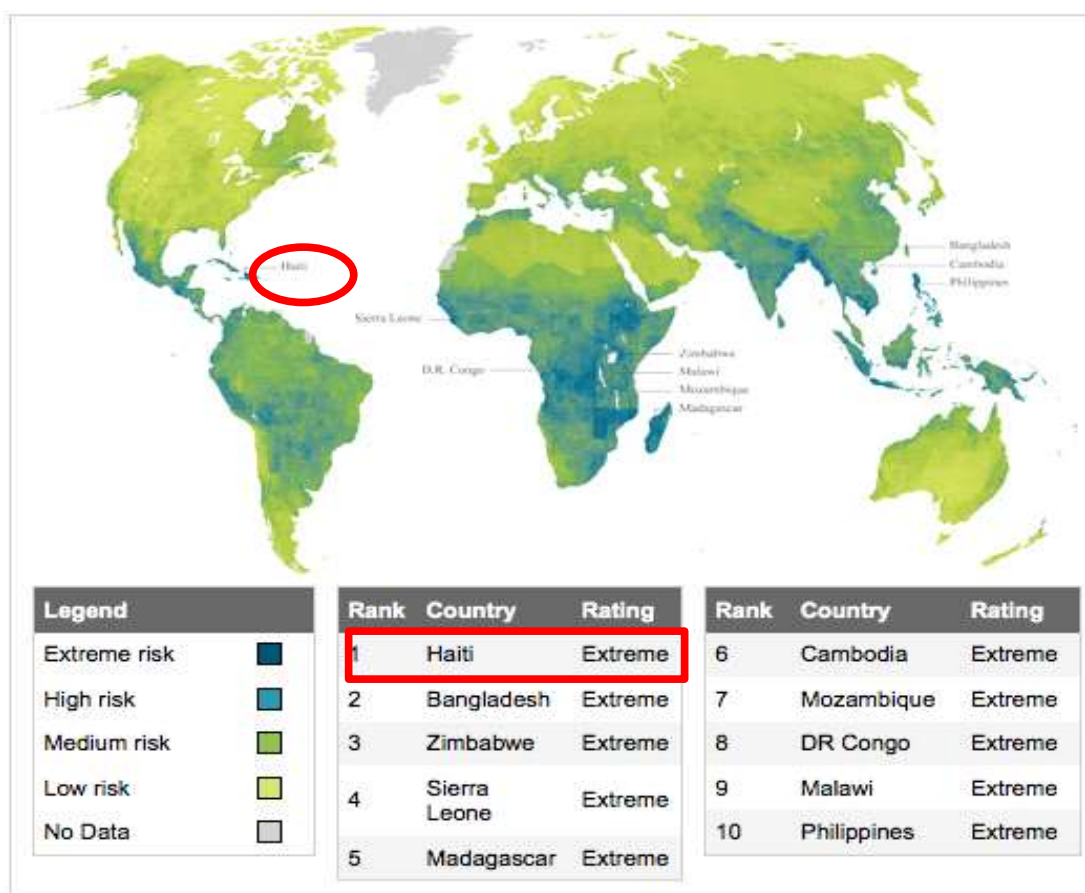 Haiti
Bangladesh
Cambodia
Philippines
Sierra Leone
Zimbabwe
D.R. Congo
Malawi
Mozambique
Madagascar
Legend
Extreme risk
High risk
Medium risk
Low risk
No Data
Rank Country Rating
1 Haiti Extreme
2 Bangladesh Extreme
3 Zimbabwe Extreme
4 Sierra Leone Extreme
5 Madagascar Extreme
Rank Country Rating
6 Cambodia Extreme
7 Mozambique Extreme
8 DR Congo Extreme
9 Malawi Extreme
10 Philippines Extreme